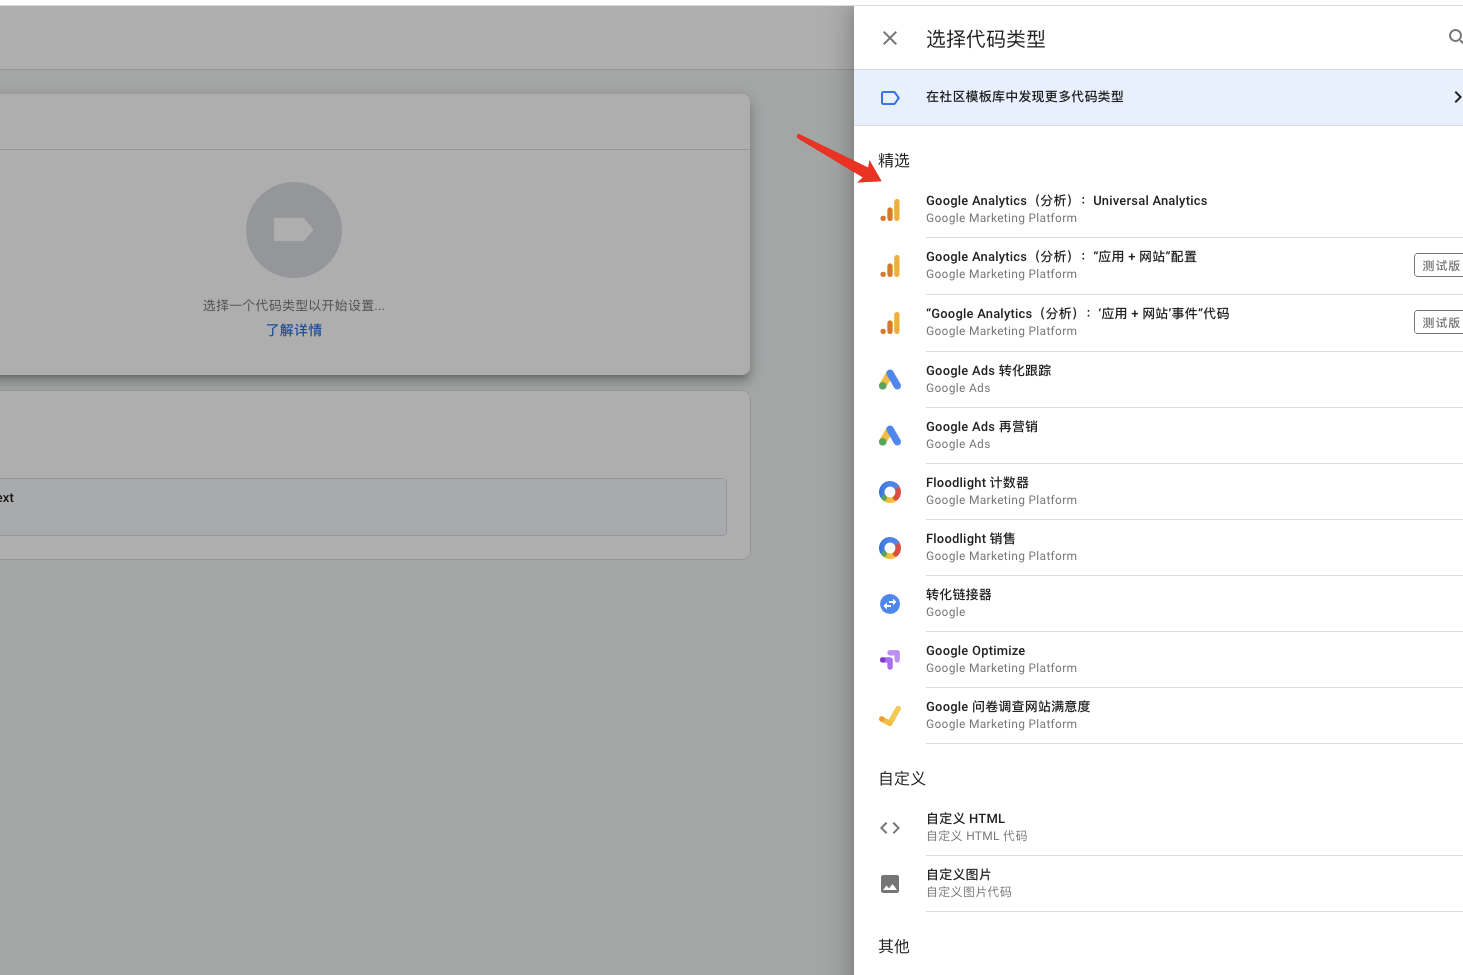 选择代码类型
在社区模板库中发现更多代码类型
精选
Google Analytics（分析）：Universal Analytics
Google Marketing Platform
Google Analytics（分析）：“应用 + 网站”配置
Google Marketing Platform
测试版
“Google Analytics（分析）：‘应用 + 网站’事件”代码
Google Marketing Platform
测试版
Google Ads 转化跟踪
Google Ads
Google Ads 再营销
Google Ads
Floodlight 计数器
Google Marketing Platform
Floodlight 销售
Google Marketing Platform
转化链接器
Google
Google Optimize
Google Marketing Platform
Google 问卷调查网站满意度
Google Marketing Platform
自定义
自定义 HTML
自定义 HTML 代码
自定义图片
自定义图片代码
其他
选择一个代码类型以开始设置...
了解详情
ext